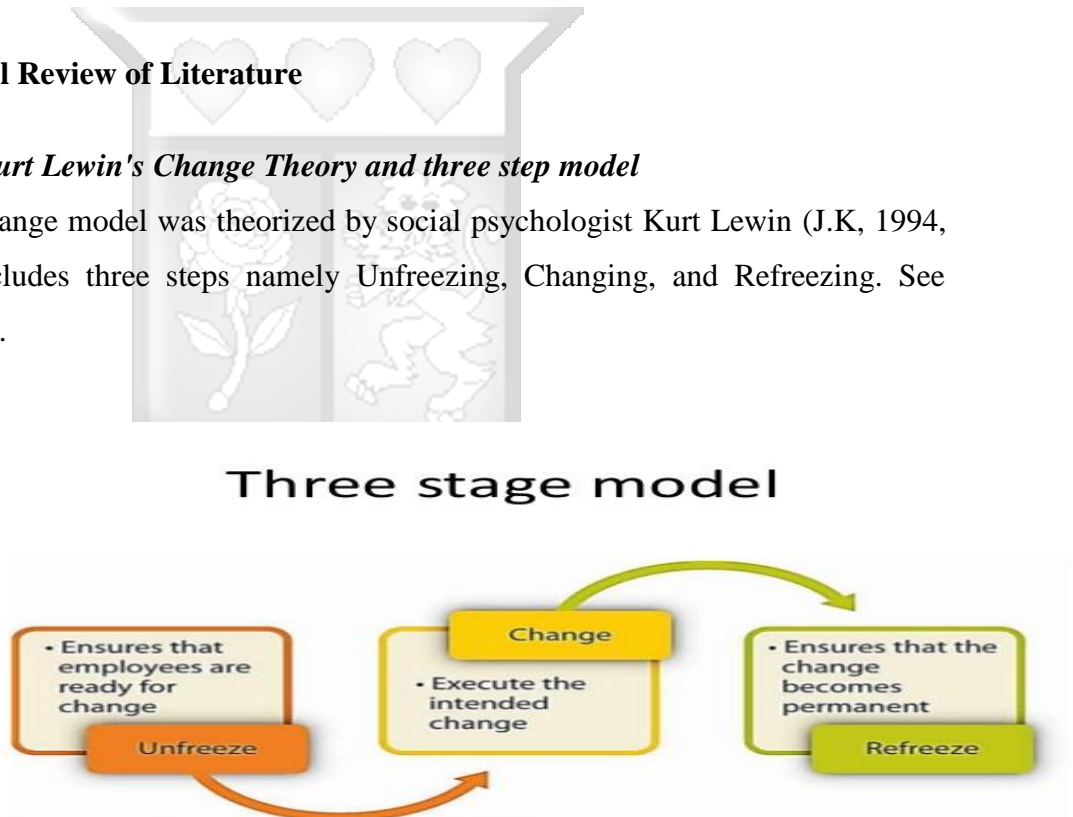 l Review of Literature
urt Lewin's Change Theory and three step model
ange model was theorized by social psychologist Kurt Lewin (J.K, 1994,
cludes three steps namely Unfreezing, Changing, and Refreezing. See
.
Three stage model
• Ensures that
employees are
ready for
change
Unfreeze
Change
• Execute the
intended
change
• Ensures that the
change
becomes
permanent
Refreeze